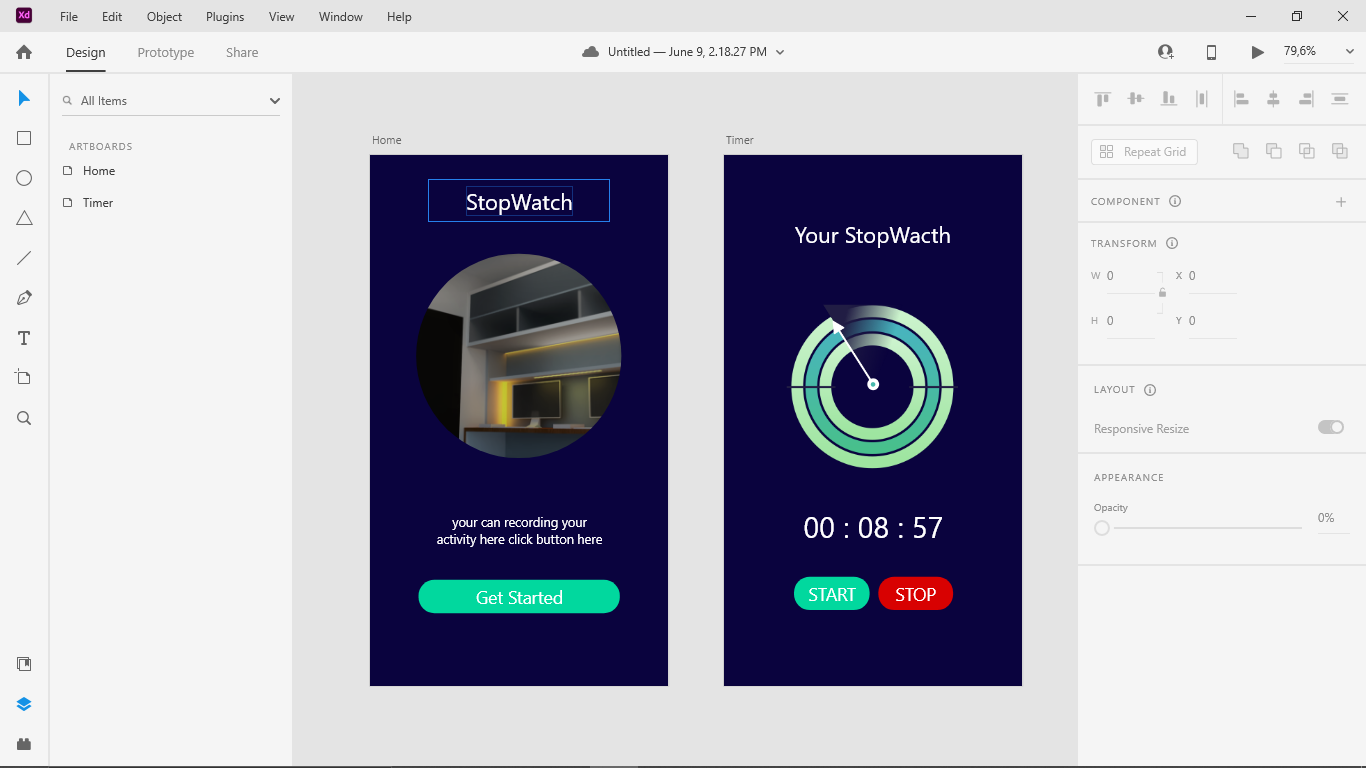 Xd File Edit Object Plugins View Window Help
Design Prototype Share Untitled — June 9, 2.18.27 PM 79,6%
All Items
ARTBOARDS
Home
Timer
Home
StopWatch
your can recording your
activity here click button here
Get Started
Timer
Your StopWacth
00 : 08 : 57
START STOP
Repeat Grid
COMPONENT
TRANSFORM
W 0 X 0
H 0 Y 0
LAYOUT
Responsive Resize
APPEARANCE
Opacity
0%